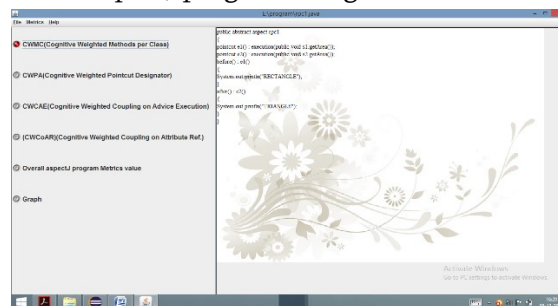 L:\program\rpc1.java
File Metrics Help
CWMC(Cognitive Weighted Methods per Class)
CWPA(Cognitive Weighted Pointcut Designator)
CWCAE(Cognitive Weighted Coupling on Advice Execution)
(CWCoAR)(Cognitive Weighted Coupling on Attribute Ref.)
Overall aspectJ program Metrics value
Graph
public abstract aspect rpc1
{
pointcut s1() : execution(public void s1.getArea());
pointcut s2() : execution(public void s2.getArea());
before() : s1()
{
System.out.println("RECTANGLE");
}
after() : s2()
{
System.out.println("TRIANGLE");
}
}
Activate Windows
Go to PC settings to activate Windows.